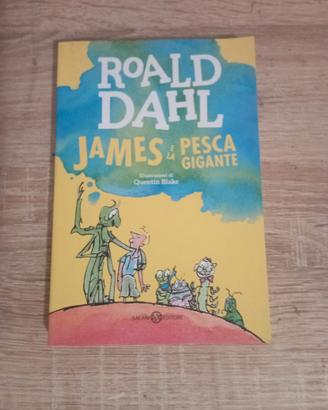 ROALD
DAHL
JAMES E LA PESCA
GIGANTE
Illustrazioni di
Quentin Blake
SALANI EDITORE